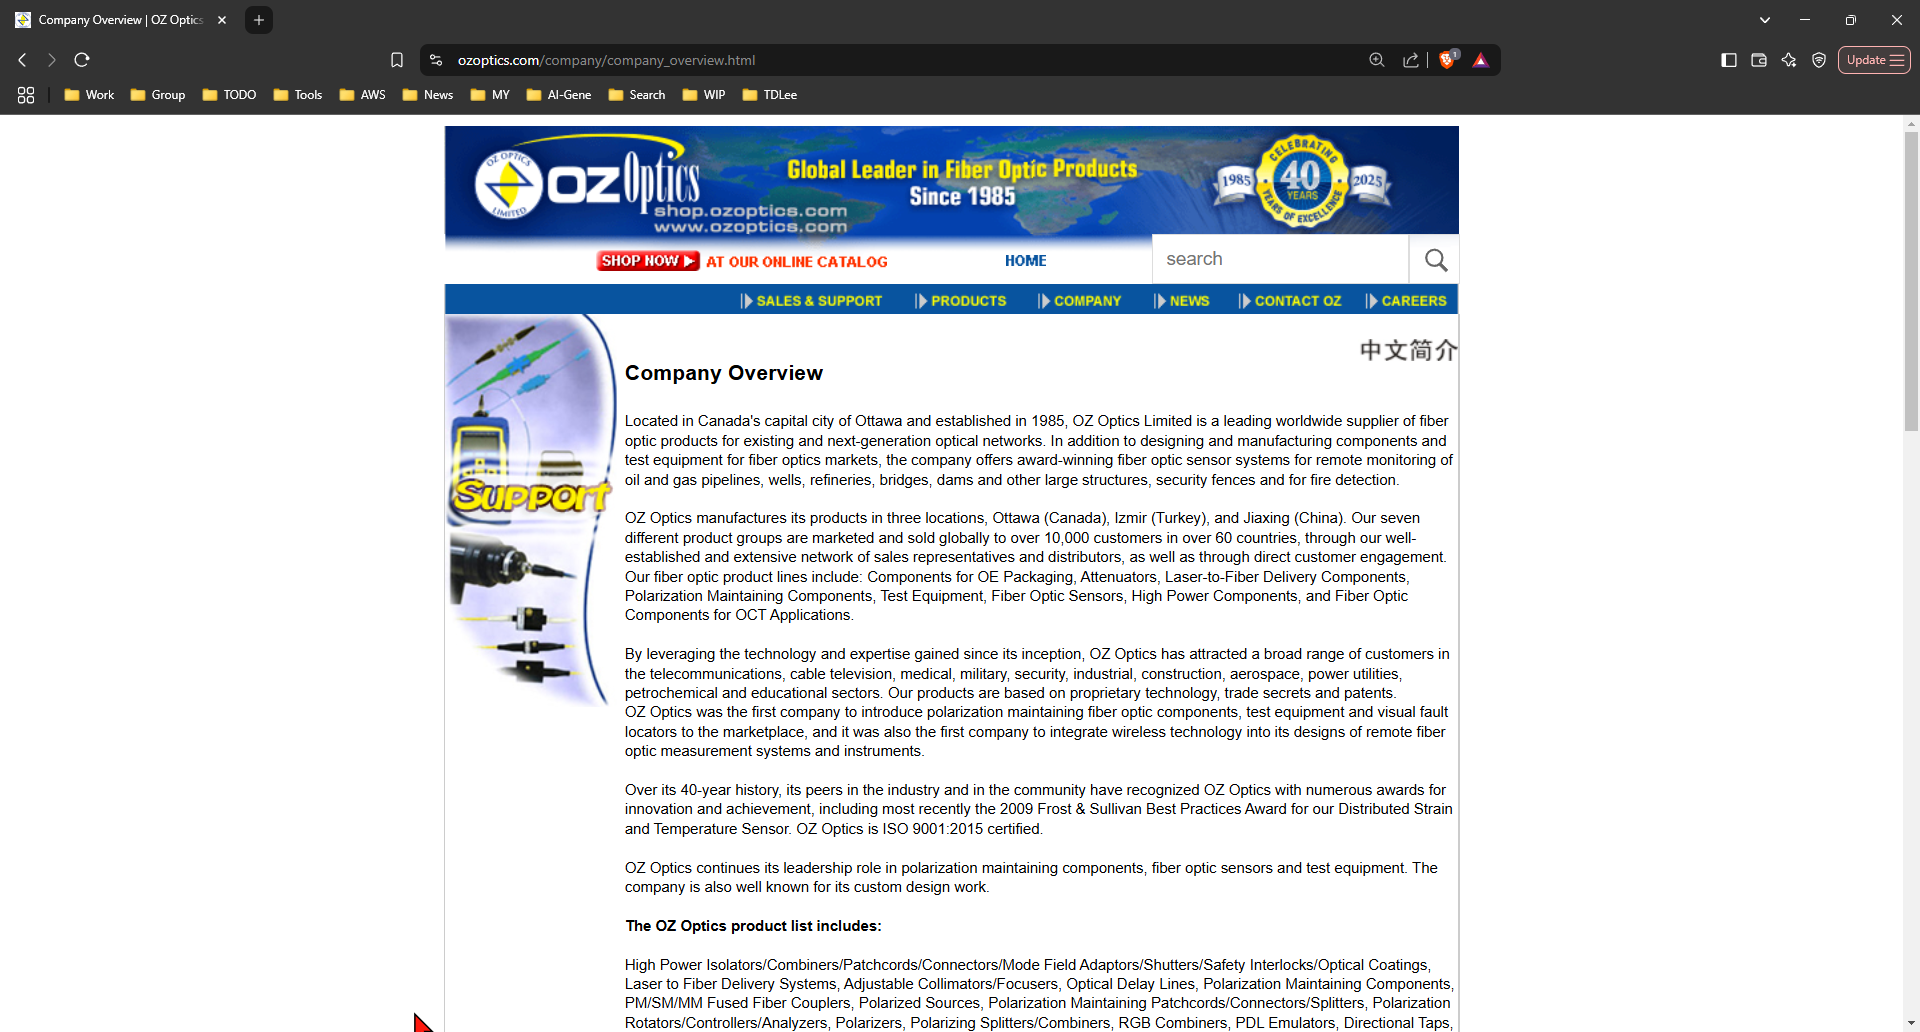 Company Overview | OZ Optics
ozoptics.com/company/company_overview.html
1
Update
Work
Group
TODO
Tools
AWS
News
MY
AI-Gene
Search
WIP
TDLee
OZ OPTICS
LIMITED
OZ Optics
shop.ozoptics.com
www.ozoptics.com
Global Leader in Fiber Optic Products
Since 1985
CELEBRATING
1985
40
YEARS
2025
YEARS OF EXCELLENCE
SHOP NOW
AT OUR ONLINE CATALOG
HOME
search
SALES & SUPPORT
PRODUCTS
COMPANY
NEWS
CONTACT OZ
CAREERS
Support
中文简介
Company Overview
Located in Canada's capital city of Ottawa and established in 1985, OZ Optics Limited is a leading worldwide supplier of fiber
optic products for existing and next-generation optical networks. In addition to designing and manufacturing components and
test equipment for fiber optics markets, the company offers award-winning fiber optic sensor systems for remote monitoring of
oil and gas pipelines, wells, refineries, bridges, dams and other large structures, security fences and for fire detection.
OZ Optics manufactures its products in three locations, Ottawa (Canada), Izmir (Turkey), and Jiaxing (China). Our seven
different product groups are marketed and sold globally to over 10,000 customers in over 60 countries, through our well-
established and extensive network of sales representatives and distributors, as well as through direct customer engagement.
Our fiber optic product lines include: Components for OE Packaging, Attenuators, Laser-to-Fiber Delivery Components,
Polarization Maintaining Components, Test Equipment, Fiber Optic Sensors, High Power Components, and Fiber Optic
Components for OCT Applications.
By leveraging the technology and expertise gained since its inception, OZ Optics has attracted a broad range of customers in
the telecommunications, cable television, medical, military, security, industrial, construction, aerospace, power utilities,
petrochemical and educational sectors. Our products are based on proprietary technology, trade secrets and patents.
OZ Optics was the first company to introduce polarization maintaining fiber optic components, test equipment and visual fault
locators to the marketplace, and it was also the first company to integrate wireless technology into its designs of remote fiber
optic measurement systems and instruments.
Over its 40-year history, its peers in the industry and in the community have recognized OZ Optics with numerous awards for
innovation and achievement, including most recently the 2009 Frost & Sullivan Best Practices Award for our Distributed Strain
and Temperature Sensor. OZ Optics is ISO 9001:2015 certified.
OZ Optics continues its leadership role in polarization maintaining components, fiber optic sensors and test equipment. The
company is also well known for its custom design work.
The OZ Optics product list includes:
High Power Isolators/Combiners/Patchcords/Connectors/Mode Field Adaptors/Shutters/Safety Interlocks/Optical Coatings,
Laser to Fiber Delivery Systems, Adjustable Collimators/Focusers, Optical Delay Lines, Polarization Maintaining Components,
PM/SM/MM Fused Fiber Couplers, Polarized Sources, Polarization Maintaining Patchcords/Connectors/Splitters, Polarization
Rotators/Controllers/Analyzers, Polarizers, Polarizing Splitters/Combiners, RGB Combiners, PDL Emulators, Directional Taps,